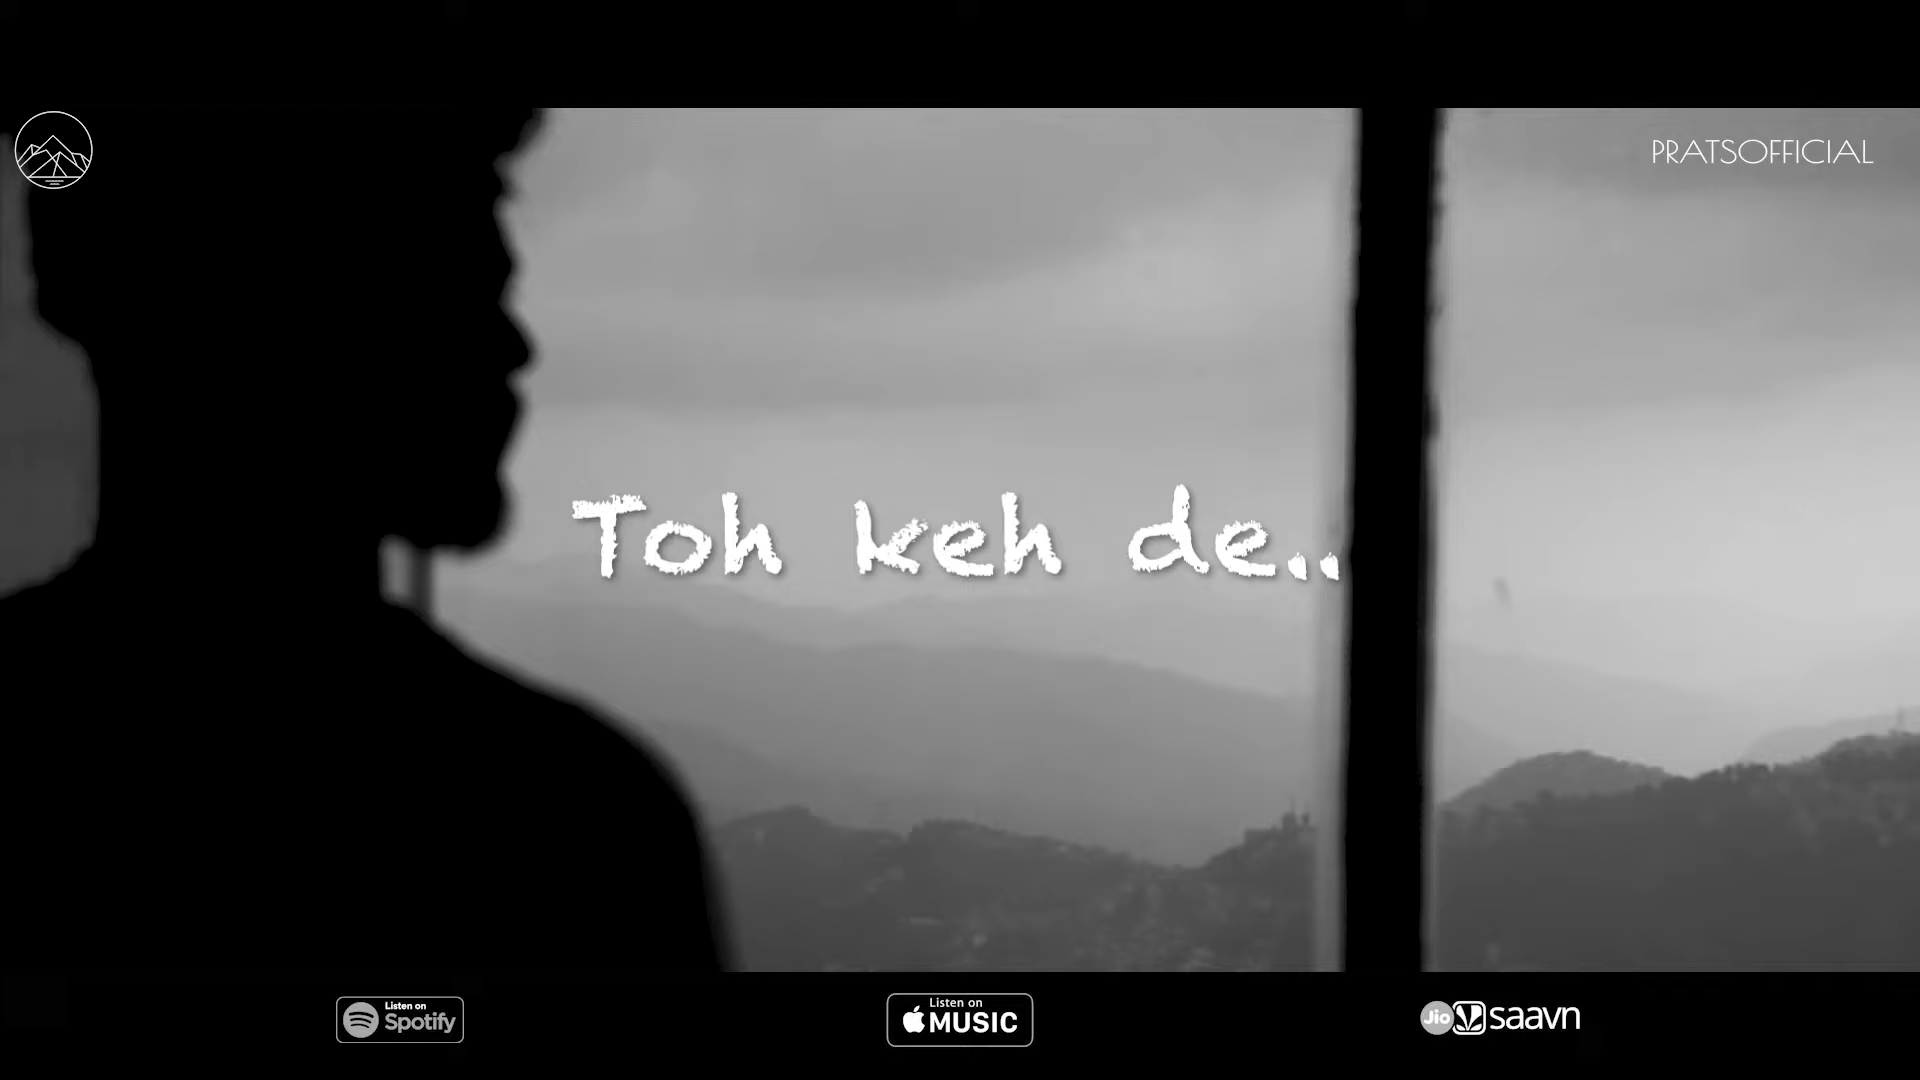 PRATSOFFICIAL
Toh keh de..
Listen on
Spotify
Listen on
MUSIC
Jio saavn